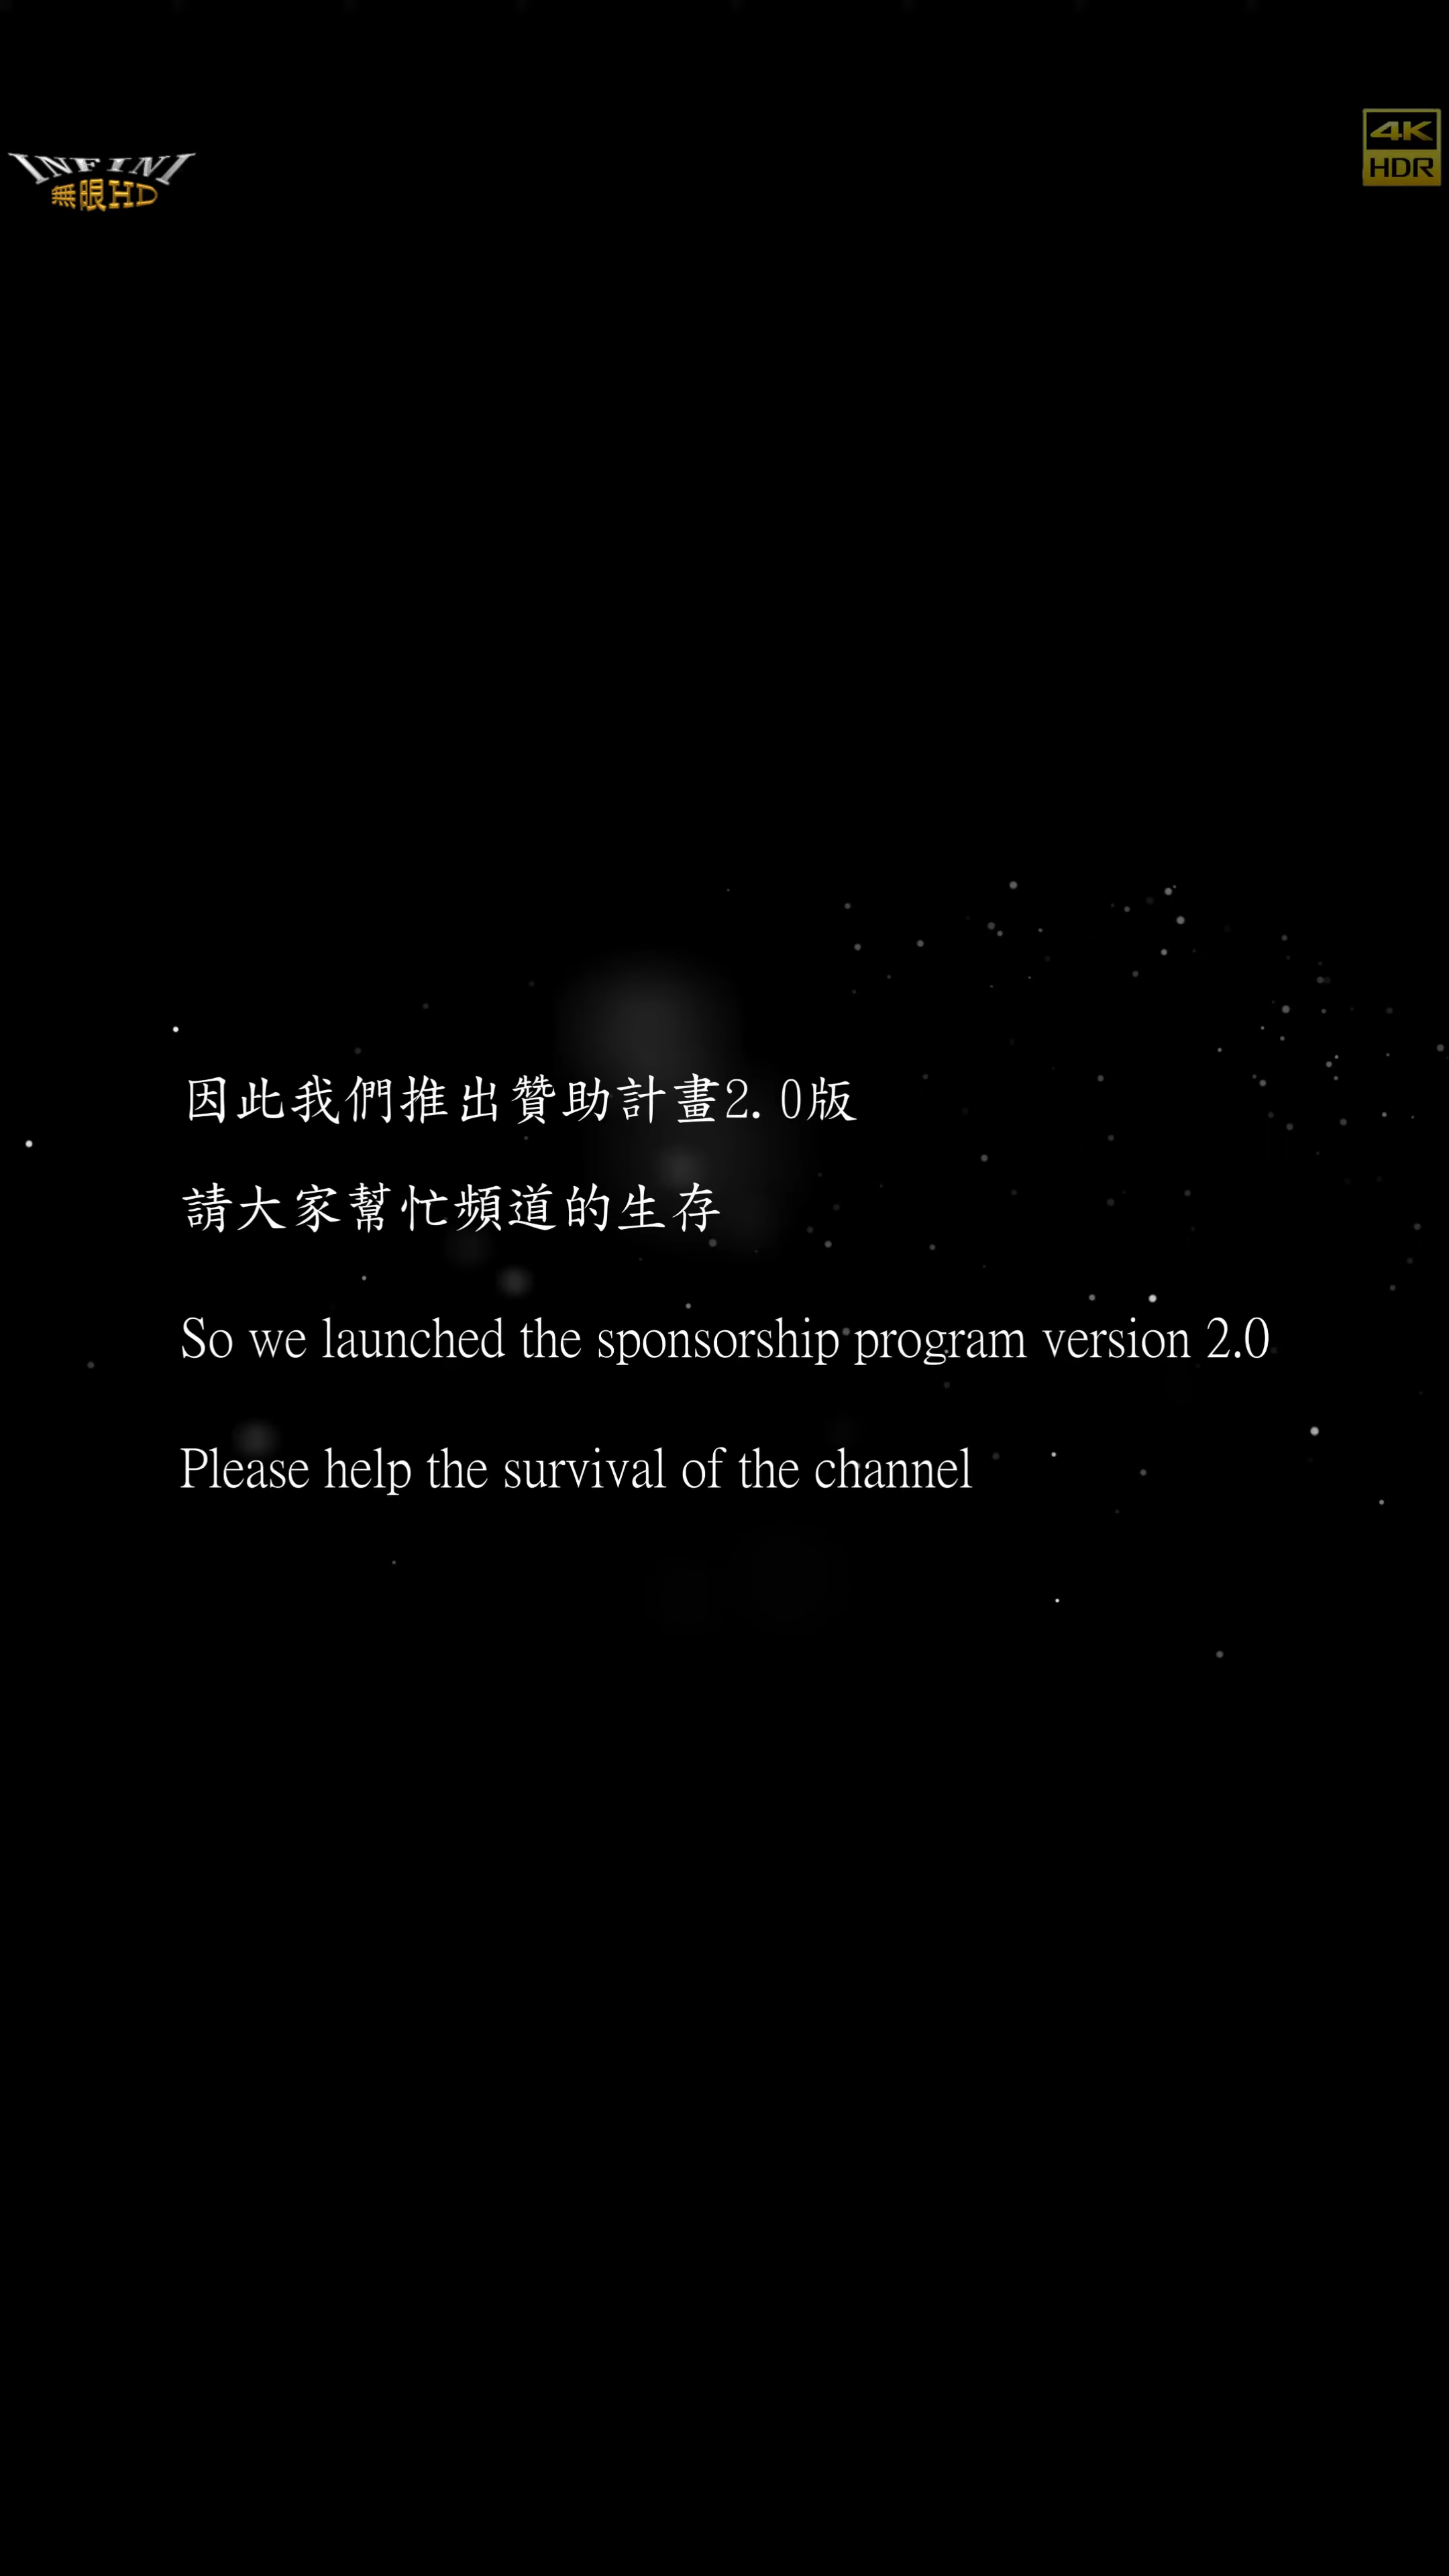 INFINI
4K
無限HD
HDR
因此我們推出贊助計畫2.0版
請大家幫忙頻道的生存
So we launched the sponsorship program version 2.0
Please help the survival of the channel